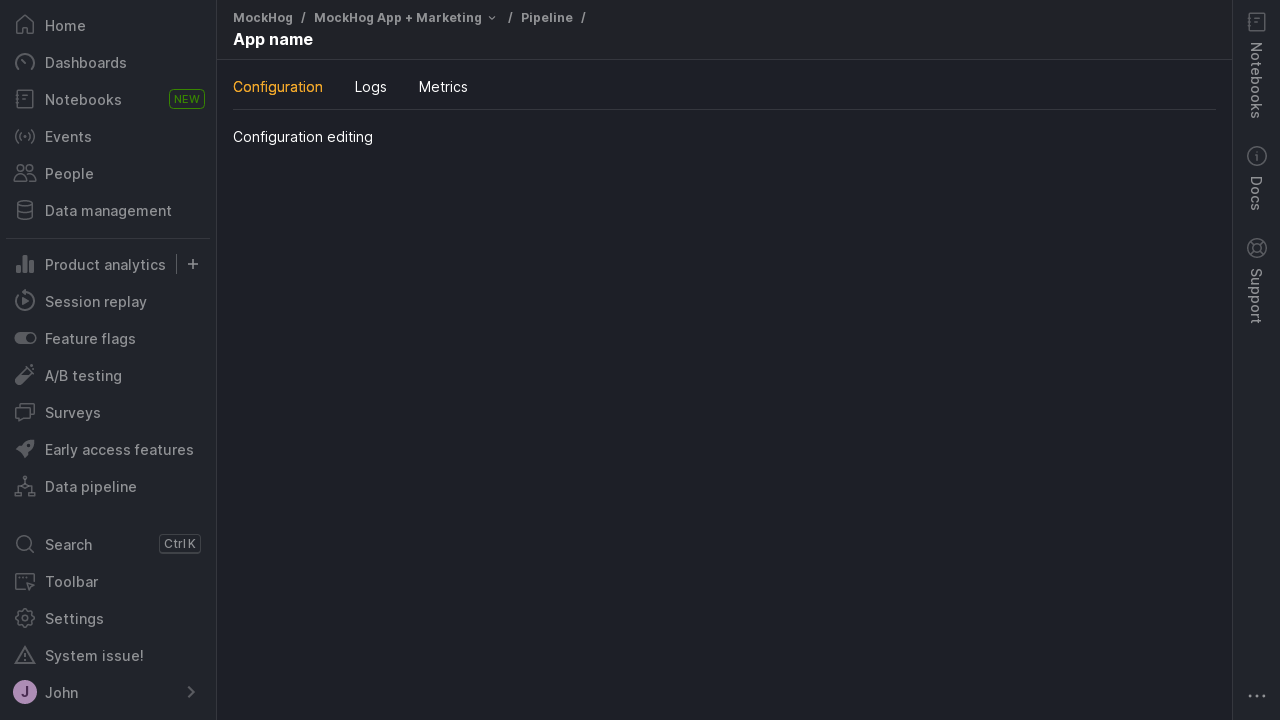 Home
Dashboards
Notebooks NEW
Events
People
Data management
Product analytics
Session replay
Feature flags
A/B testing
Surveys
Early access features
Data pipeline
Search Ctrl K
Toolbar
Settings
System issue!
J John
MockHog / MockHog App + Marketing / Pipeline /
App name
Configuration Logs Metrics
Configuration editing
Notebooks
Docs
Support